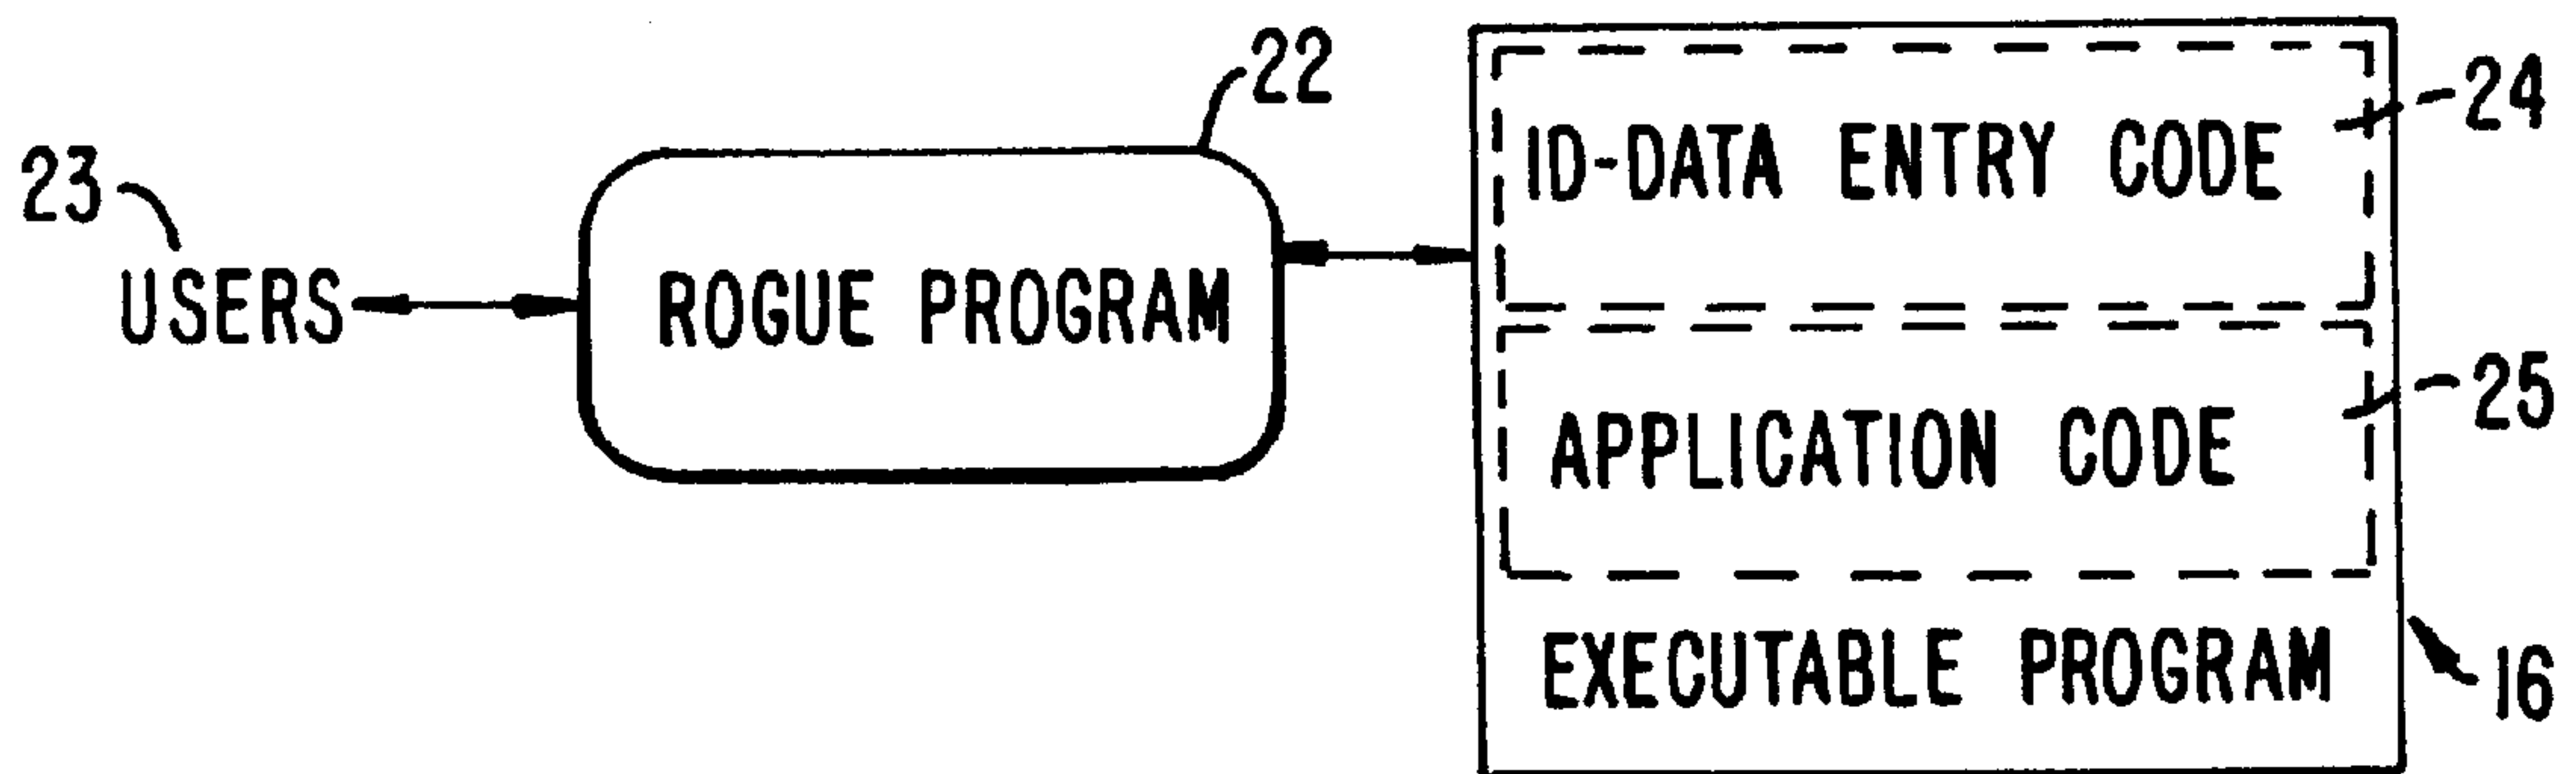 22
23
24
ID-DATA ENTRY CODE
USERS
ROGUE PROGRAM
25
APPLICATION CODE
EXECUTABLE PROGRAM
16